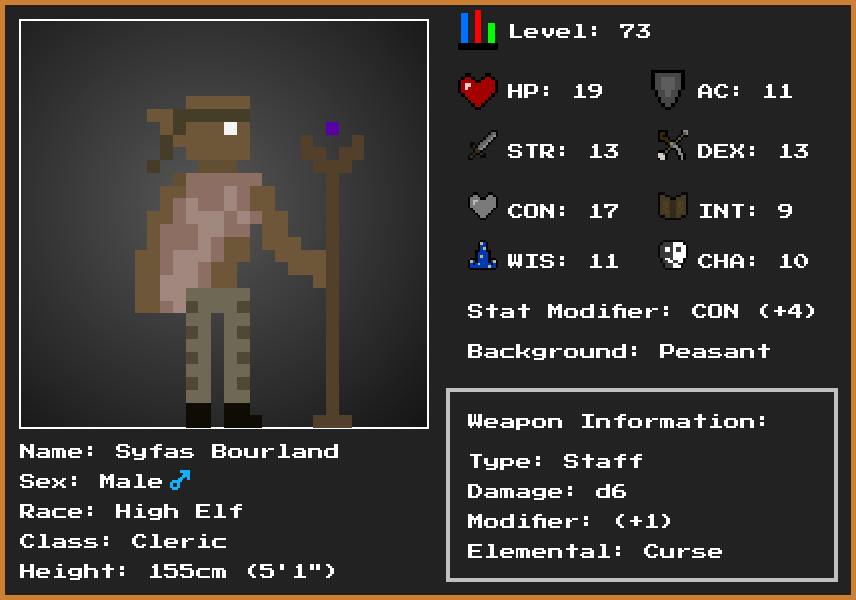 Level: 73
HP: 19 AC: 11
STR: 13 DEX: 13
CON: 17 INT: 9
WIS: 11 CHA: 10
Stat Modifier: CON (+4)
Background: Peasant
Weapon Information:
Type: Staff
Damage: d6
Modifier: (+1)
Elemental: Curse
Name: Syfas Bourland
Sex: Male ♂
Race: High Elf
Class: Cleric
Height: 155cm (5'1")